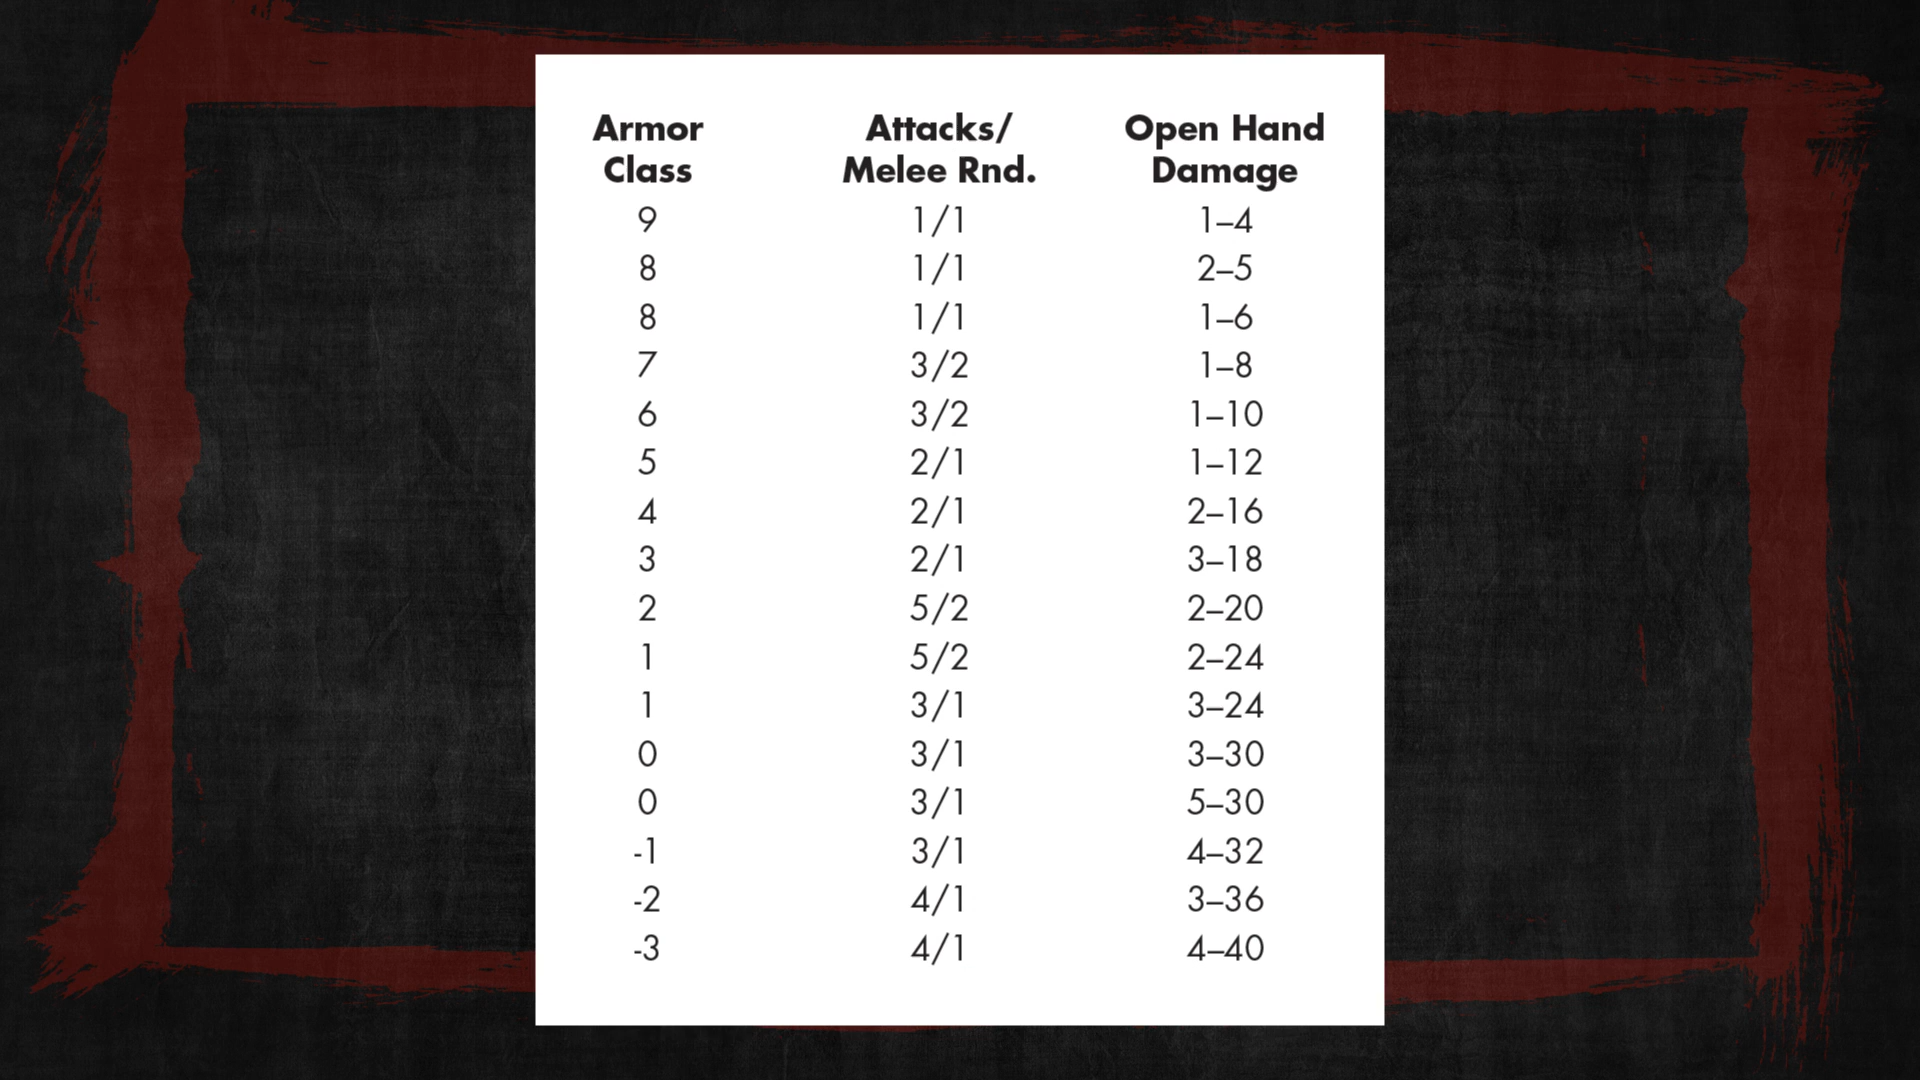 Armor Attacks/ Open Hand
Class Melee Rnd. Damage
9 1/1 1–4
8 1/1 2–5
8 1/1 1–6
7 3/2 1–8
6 3/2 1–10
5 2/1 1–12
4 2/1 2–16
3 2/1 3–18
2 5/2 2–20
1 5/2 2–24
1 3/1 3–24
0 3/1 3–30
0 3/1 5–30
-1 3/1 4–32
-2 4/1 3–36
-3 4/1 4–40